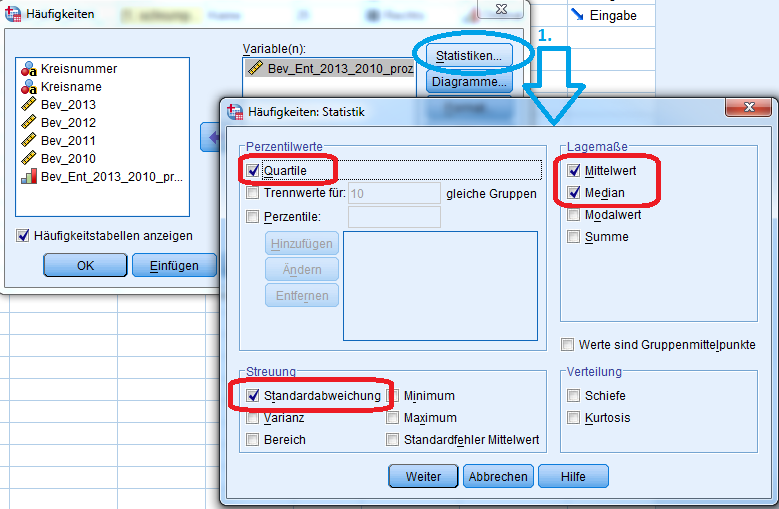 Häufigkeiten
Variable(n):
Kreisnummer
Kreisname
Bev_2013
Bev_2012
Bev_2011
Bev_2010
Bev_Ent_2013_2010_pr...
Bev_Ent_2013_2010_proz
Statistiken...
Diagramme...
Häufigkeitstabellen anzeigen
OK
Einfügen
Eingabe
1.
Häufigkeiten: Statistik
Perzentilwerte
Quartile
Trennwerte für:
10
gleiche Gruppen
Perzentile:
Hinzufügen
Ändern
Entfernen
Lagemaße
Mittelwert
Median
Modalwert
Summe
Werte sind Gruppenmittelpunkte
Streuung
Standardabweichung
Minimum
Varianz
Maximum
Bereich
Standardfehler Mittelwert
Verteilung
Schiefe
Kurtosis
Weiter
Abbrechen
Hilfe